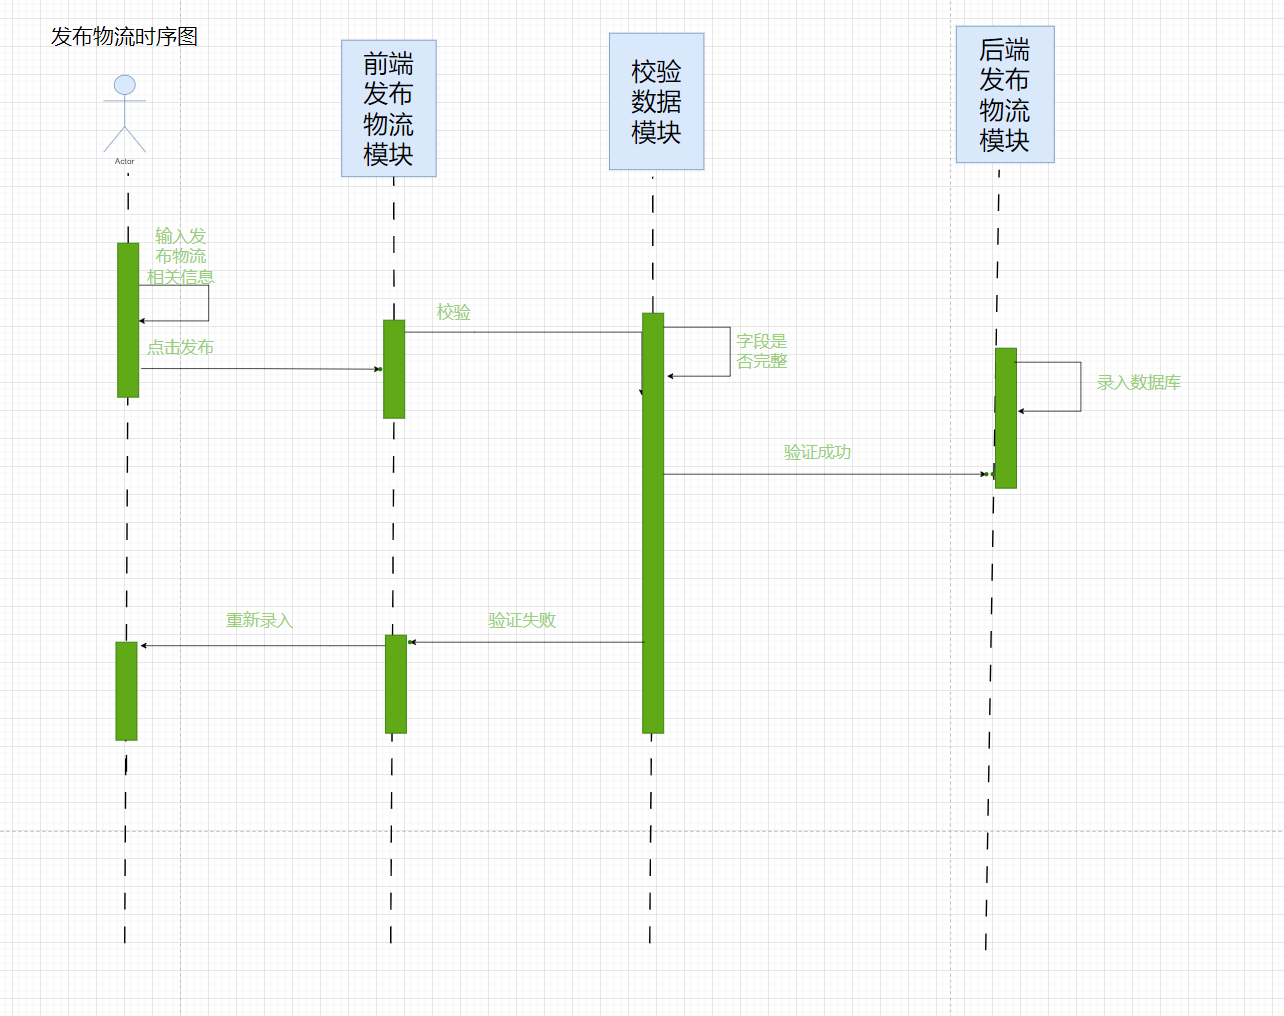 发布物流时序图
Actor
前端
发布
物流
模块
校验
数据
模块
后端
发布
物流
模块
输入发
布物流
相关信息
点击发布
校验
字段是
否完整
录入数据库
验证成功
验证失败
重新录入